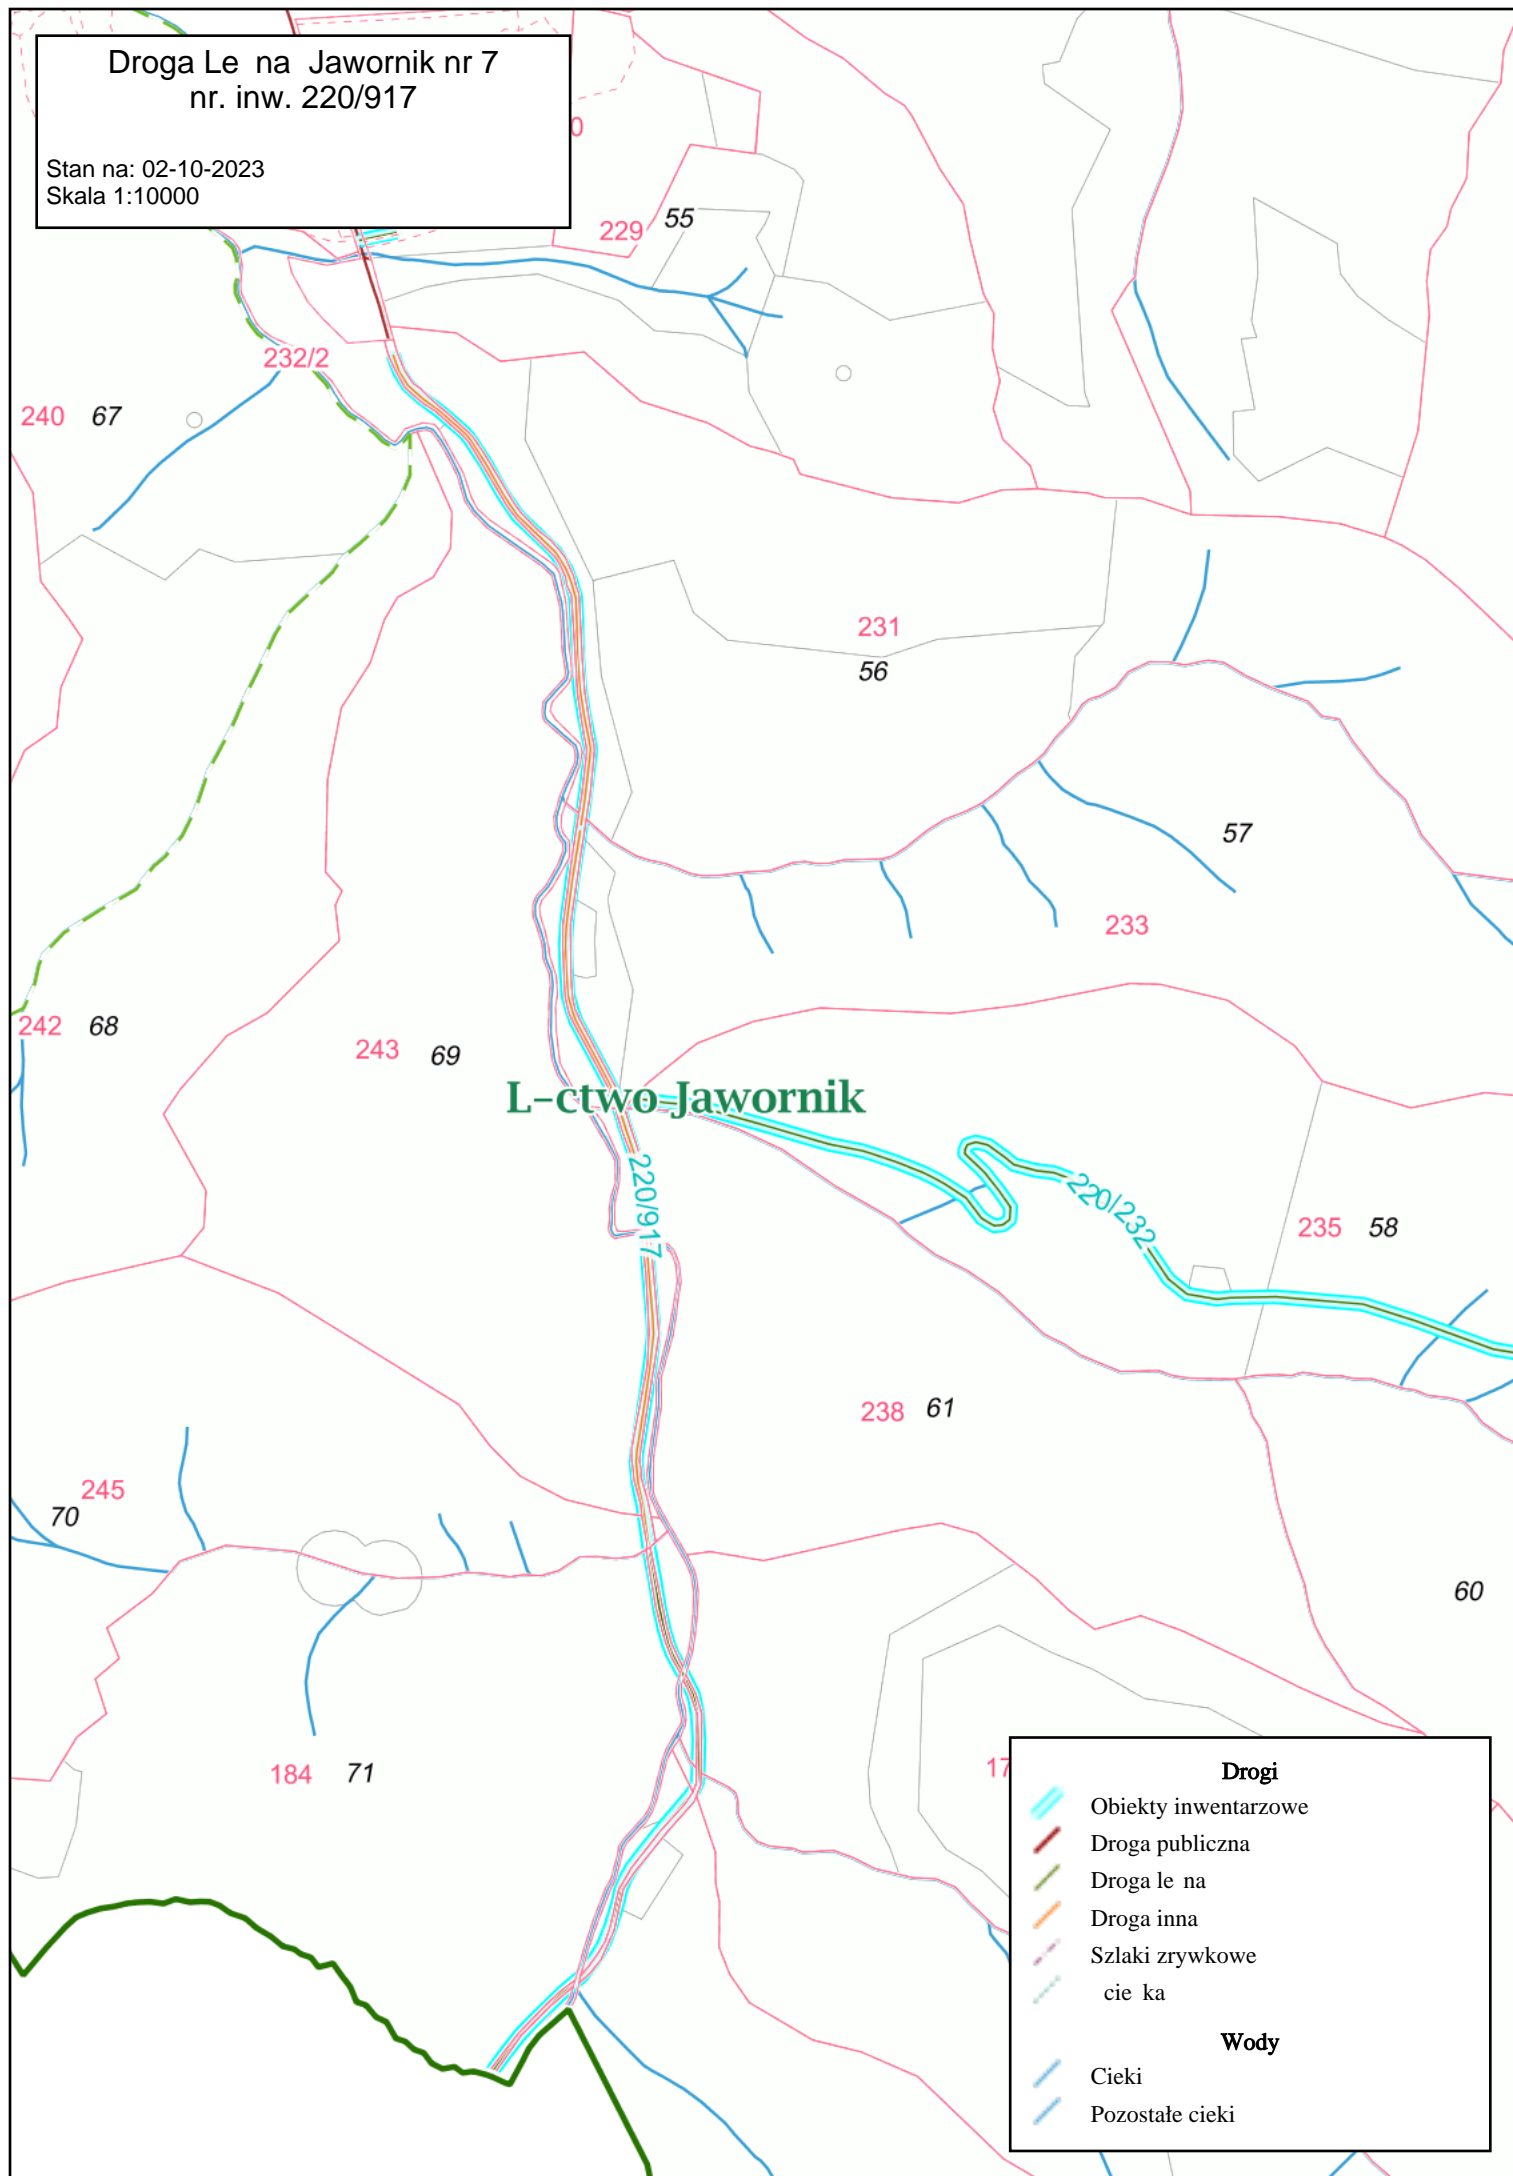 Droga Le na Jawornik nr 7
nr. inw. 220/917
Stan na: 02-10-2023
Skala 1:10000
0
229 55
232/2
240 67
231
56
57
233
242 68
243 69
L-ctwo Jawornik
220/917
220/232
235 58
238 61
245
70
60
184 71
17
Drogi
Obiekty inwentarzowe
Droga publiczna
Droga le na
Droga inna
Szlaki zrywkowe
cie ka
Wody
Cieki
Pozostałe cieki